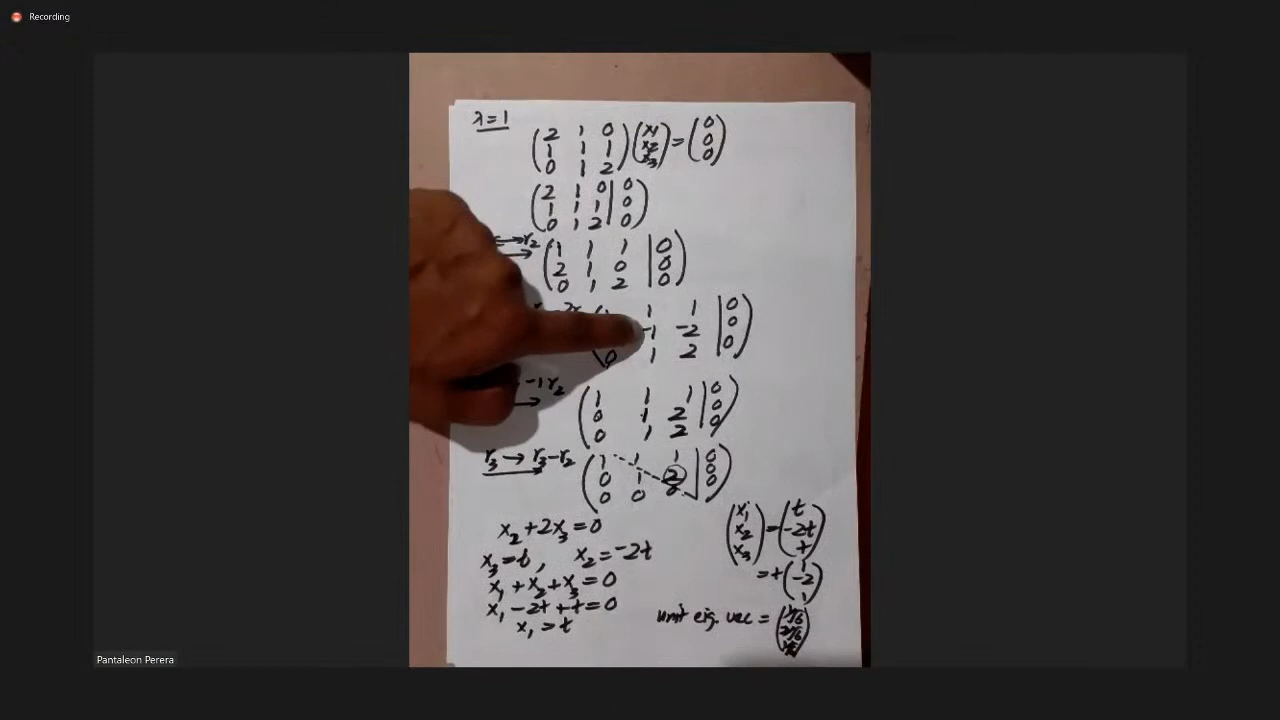 Recording
λ = 1
(2 1 0; 1 1 1; 0 1 2) (x1; x2; x3) = (0; 0; 0)
(2 1 0 | 0; 1 1 1 | 0; 0 1 2 | 0)
↔ r2 (1 1 1 | 0; 2 1 0 | 0; 0 1 2 | 0)
1 1 | 0
-1 -2 | 0
0 1 2 | 0
-1r2 → (1 1 1 | 0; 0 1 2 | 0; 0 1 2 | 0)
r3 → r3-r2 (1 1 1 | 0; 0 1 2 | 0; 0 0 0 | 0)
x2 + 2x3 = 0
x3 = t, x2 = -2t
x1 + x2 + x3 = 0
x1 - 2t + t = 0
x1 = t
(x1; x2; x3) = (t; -2t; t)
= t (1; -2; 1)
unit eig. vec =
Pantaleon Perera